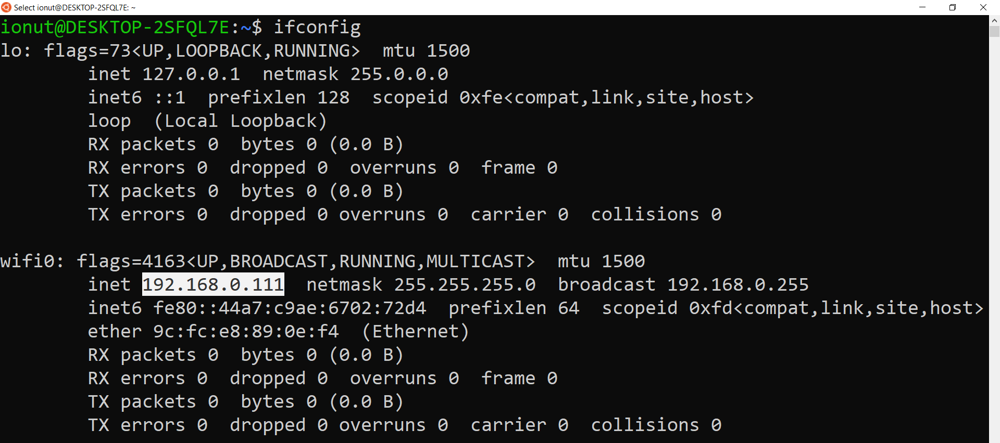 Select ionut@DESKTOP-2SFQL7E: ~
ionut@DESKTOP-2SFQL7E:~$ ifconfig
lo: flags=73<UP,LOOPBACK,RUNNING>  mtu 1500
        inet 127.0.0.1  netmask 255.0.0.0
        inet6 ::1  prefixlen 128  scopeid 0xfe<compat,link,site,host>
        loop  (Local Loopback)
        RX packets 0  bytes 0 (0.0 B)
        RX errors 0  dropped 0  overruns 0  frame 0
        TX packets 0  bytes 0 (0.0 B)
        TX errors 0  dropped 0 overruns 0  carrier 0  collisions 0

wifi0: flags=4163<UP,BROADCAST,RUNNING,MULTICAST>  mtu 1500
        inet 192.168.0.111  netmask 255.255.255.0  broadcast 192.168.0.255
        inet6 fe80::44a7:c9ae:6702:72d4  prefixlen 64  scopeid 0xfd<compat,link,site,host>
        ether 9c:fc:e8:89:0e:f4  (Ethernet)
        RX packets 0  bytes 0 (0.0 B)
        RX errors 0  dropped 0  overruns 0  frame 0
        TX packets 0  bytes 0 (0.0 B)
        TX errors 0  dropped 0 overruns 0  carrier 0  collisions 0